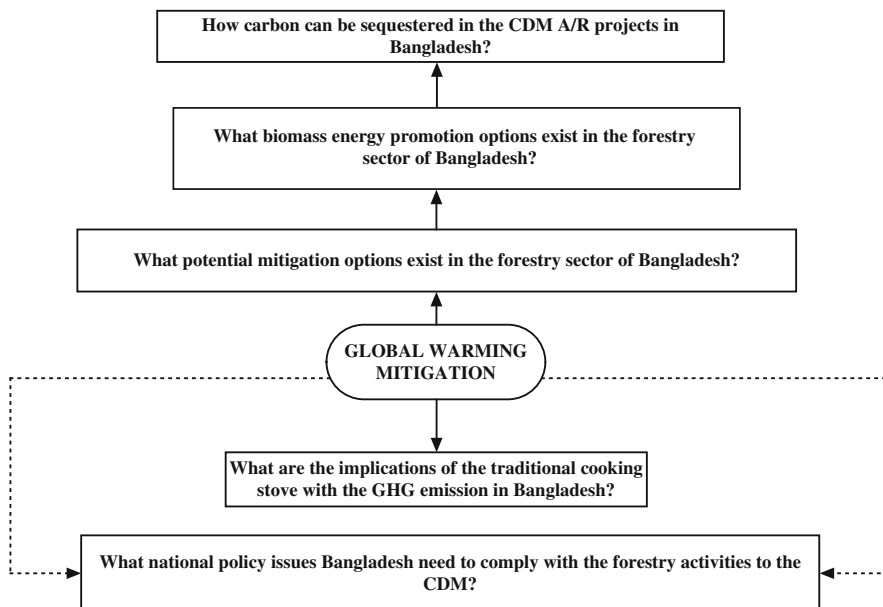 How carbon can be sequestered in the CDM A/R projects in
Bangladesh?
What biomass energy promotion options exist in the forestry
sector of Bangladesh?
What potential mitigation options exist in the forestry sector of Bangladesh?
GLOBAL WARMING
MITIGATION
What are the implications of the traditional cooking
stove with the GHG emission in Bangladesh?
What national policy issues Bangladesh need to comply with the forestry activities to the
CDM?